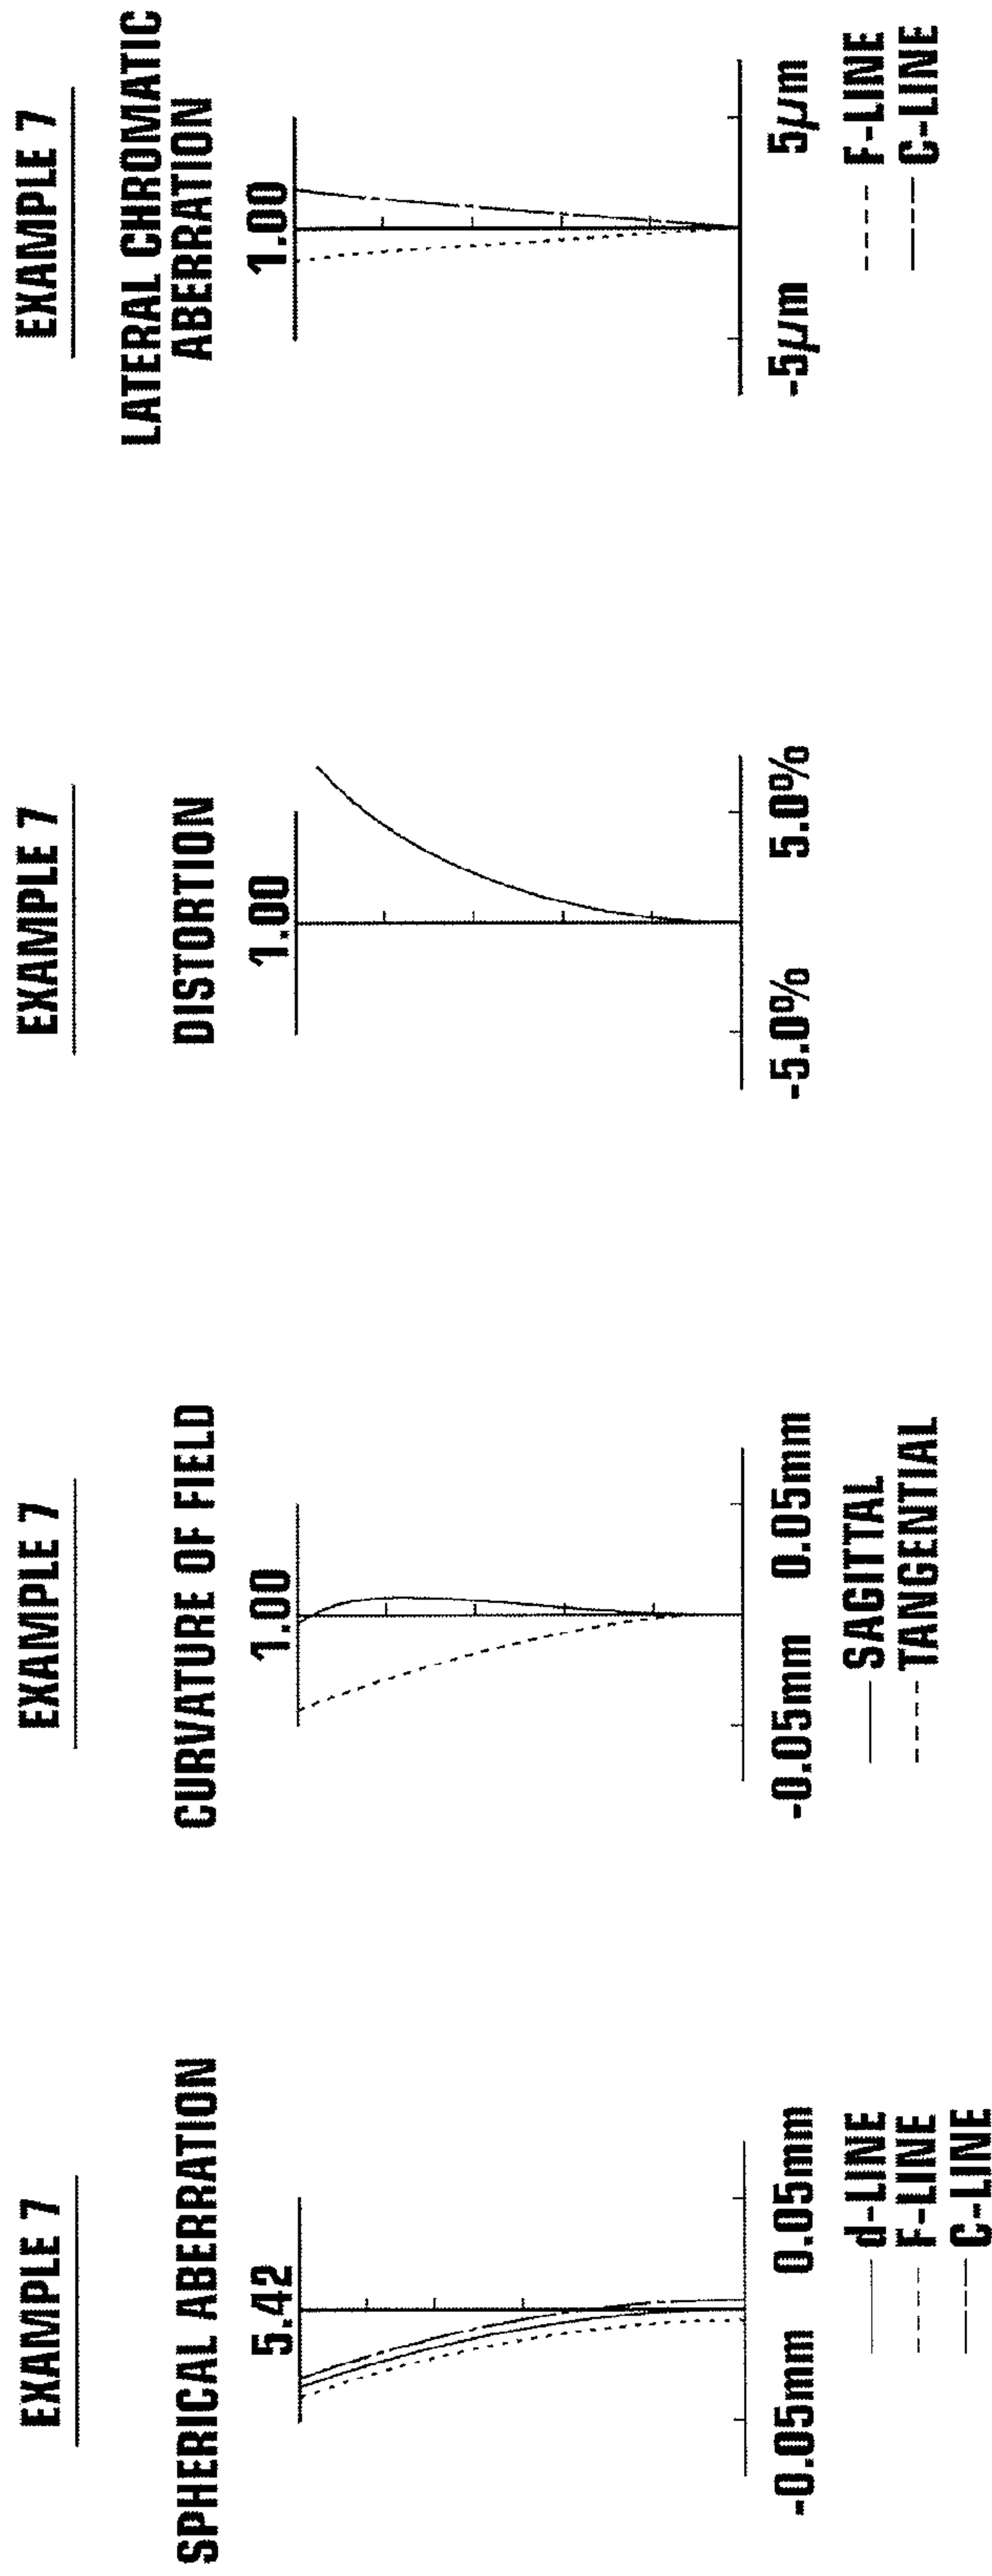 EXAMPLE 7
SPHERICAL ABERRATION
5.42
-0.05mm 0.05mm
d-LINE
F-LINE
C-LINE
EXAMPLE 7
CURVATURE OF FIELD
1.00
-0.05mm 0.05mm
SAGITTAL
TANGENTIAL
EXAMPLE 7
DISTORTION
1.00
-5.0% 5.0%
EXAMPLE 7
LATERAL CHROMATIC
ABERRATION
1.00
-5μm 5μm
F-LINE
C-LINE